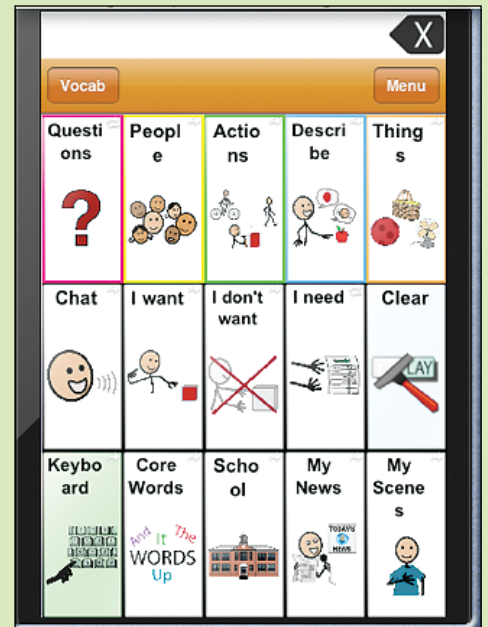 X
Vocab
Menu
Questi
ons
Peopl
e
Actio
ns
Descri
be
Thing
s
?
Chat
I want
I don't
want
I need
Clear
LAY
Keybo
ard
Core
Words
And It The
WORDS
Up
Scho
ol
My
News
TODAY'S
NEWS
My
Scene
s